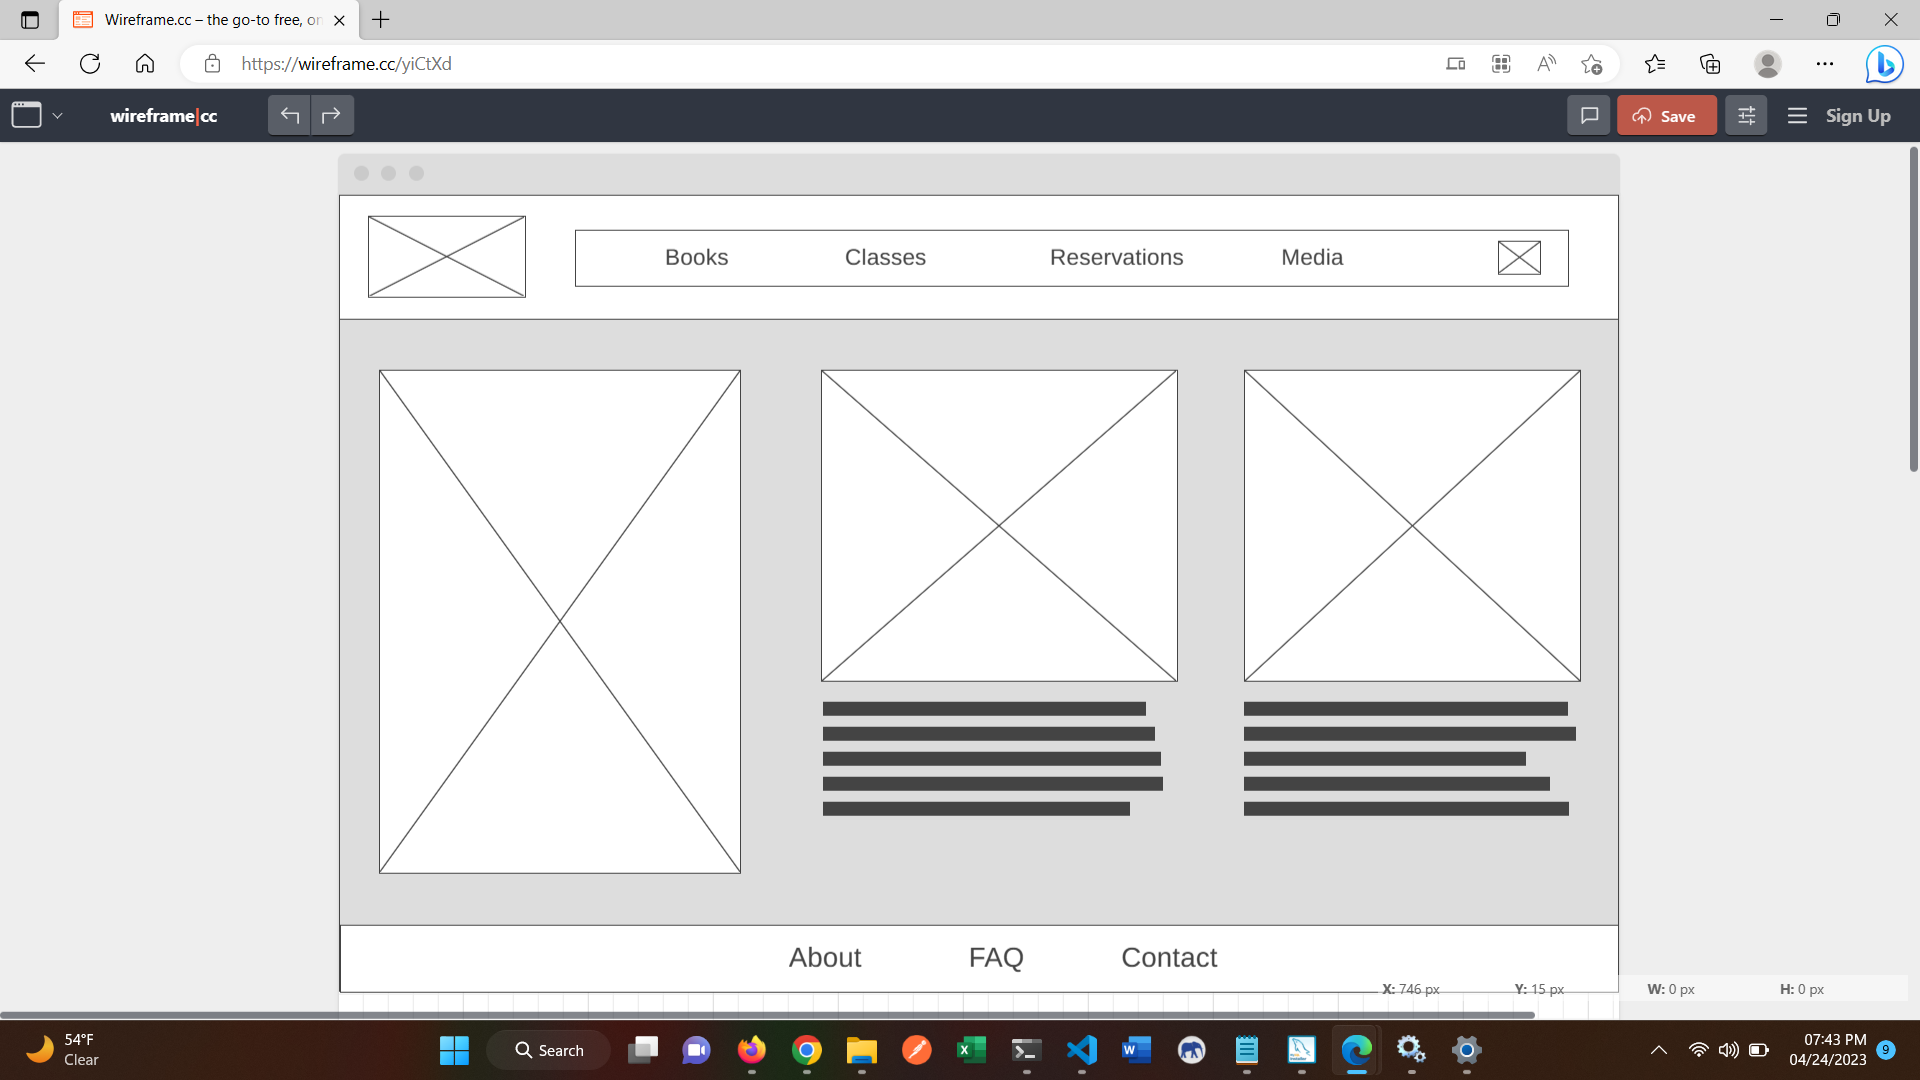 Wireframe.cc – the go-to free, on
https://wireframe.cc/yiCtXd
wireframe|cc
Save
Sign Up
Books Classes Reservations Media
About FAQ Contact
X: 746 px Y: 15 px W: 0 px H: 0 px
54°F
Clear
Search
07:43 PM
04/24/2023
9